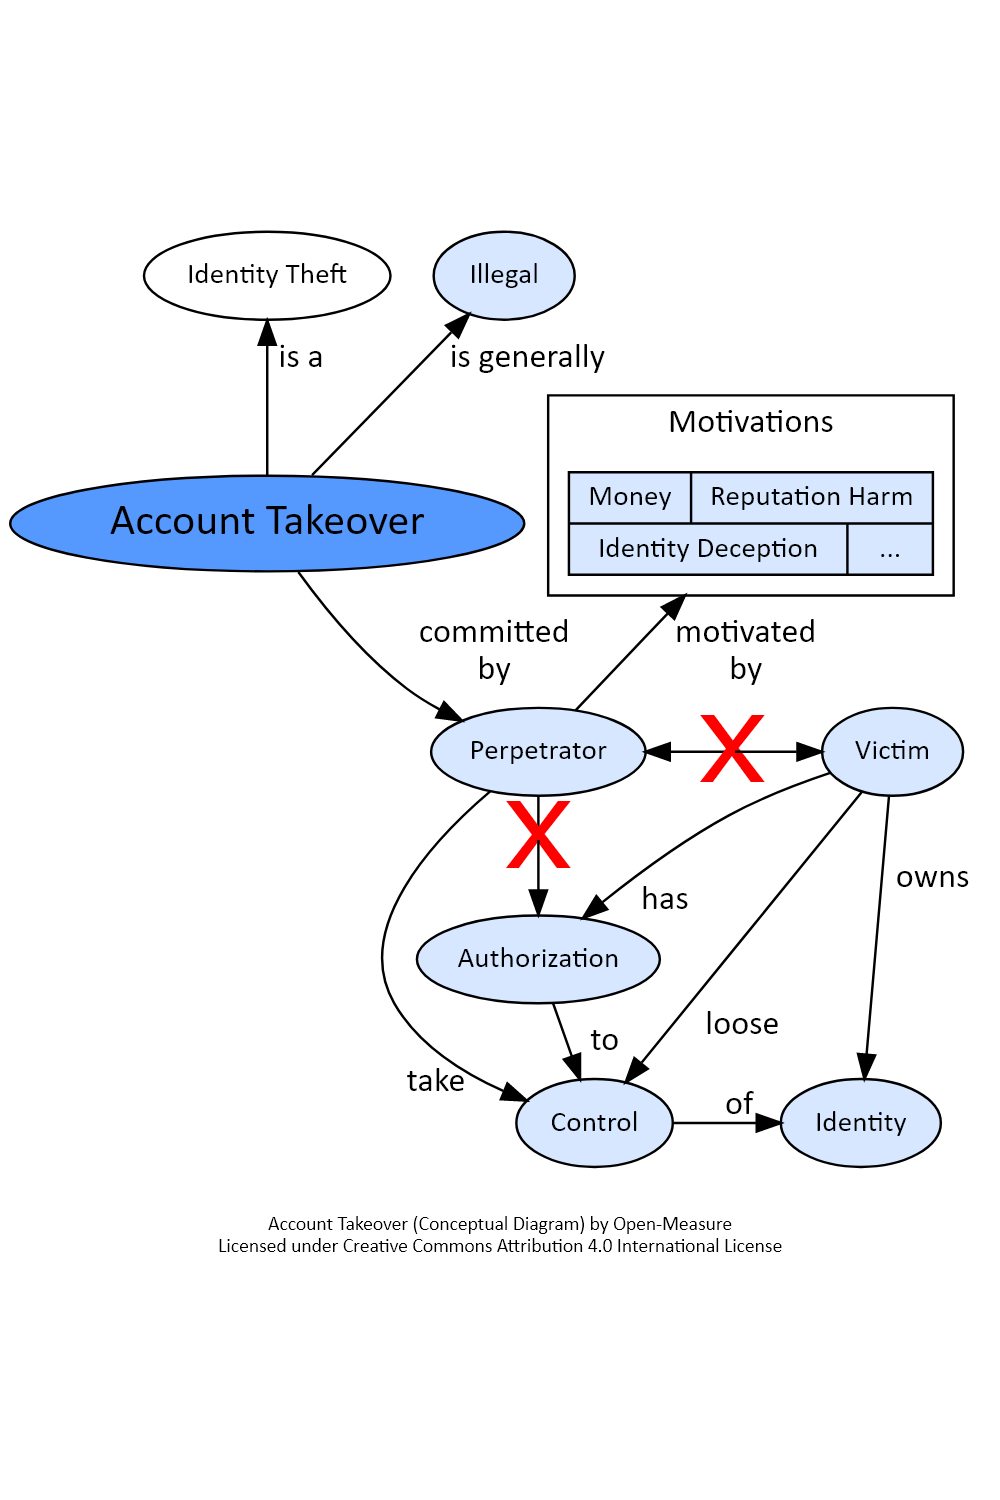 Identity Theft
Illegal
is a
is generally
Motivations
Money
Reputation Harm
Identity Deception
...
Account Takeover
committed
by
motivated
by
Perpetrator
X
Victim
X
has
owns
Authorization
to
loose
take
Control
of
Identity
Account Takeover (Conceptual Diagram) by Open-Measure
Licensed under Creative Commons Attribution 4.0 International License